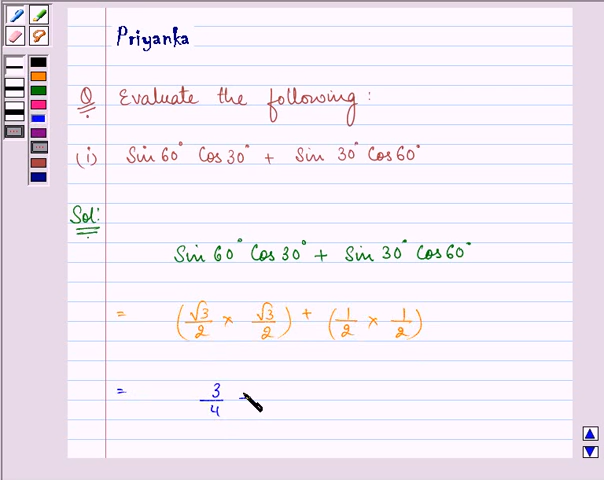 Priyanka
Q Evaluate the following:
(i) Sin 60° Cos 30° + Sin 30° Cos 60°
Sol:
Sin 60° Cos 30° + Sin 30° Cos 60°
= (√3/2 × √3/2) + (1/2 × 1/2)
= 3/4